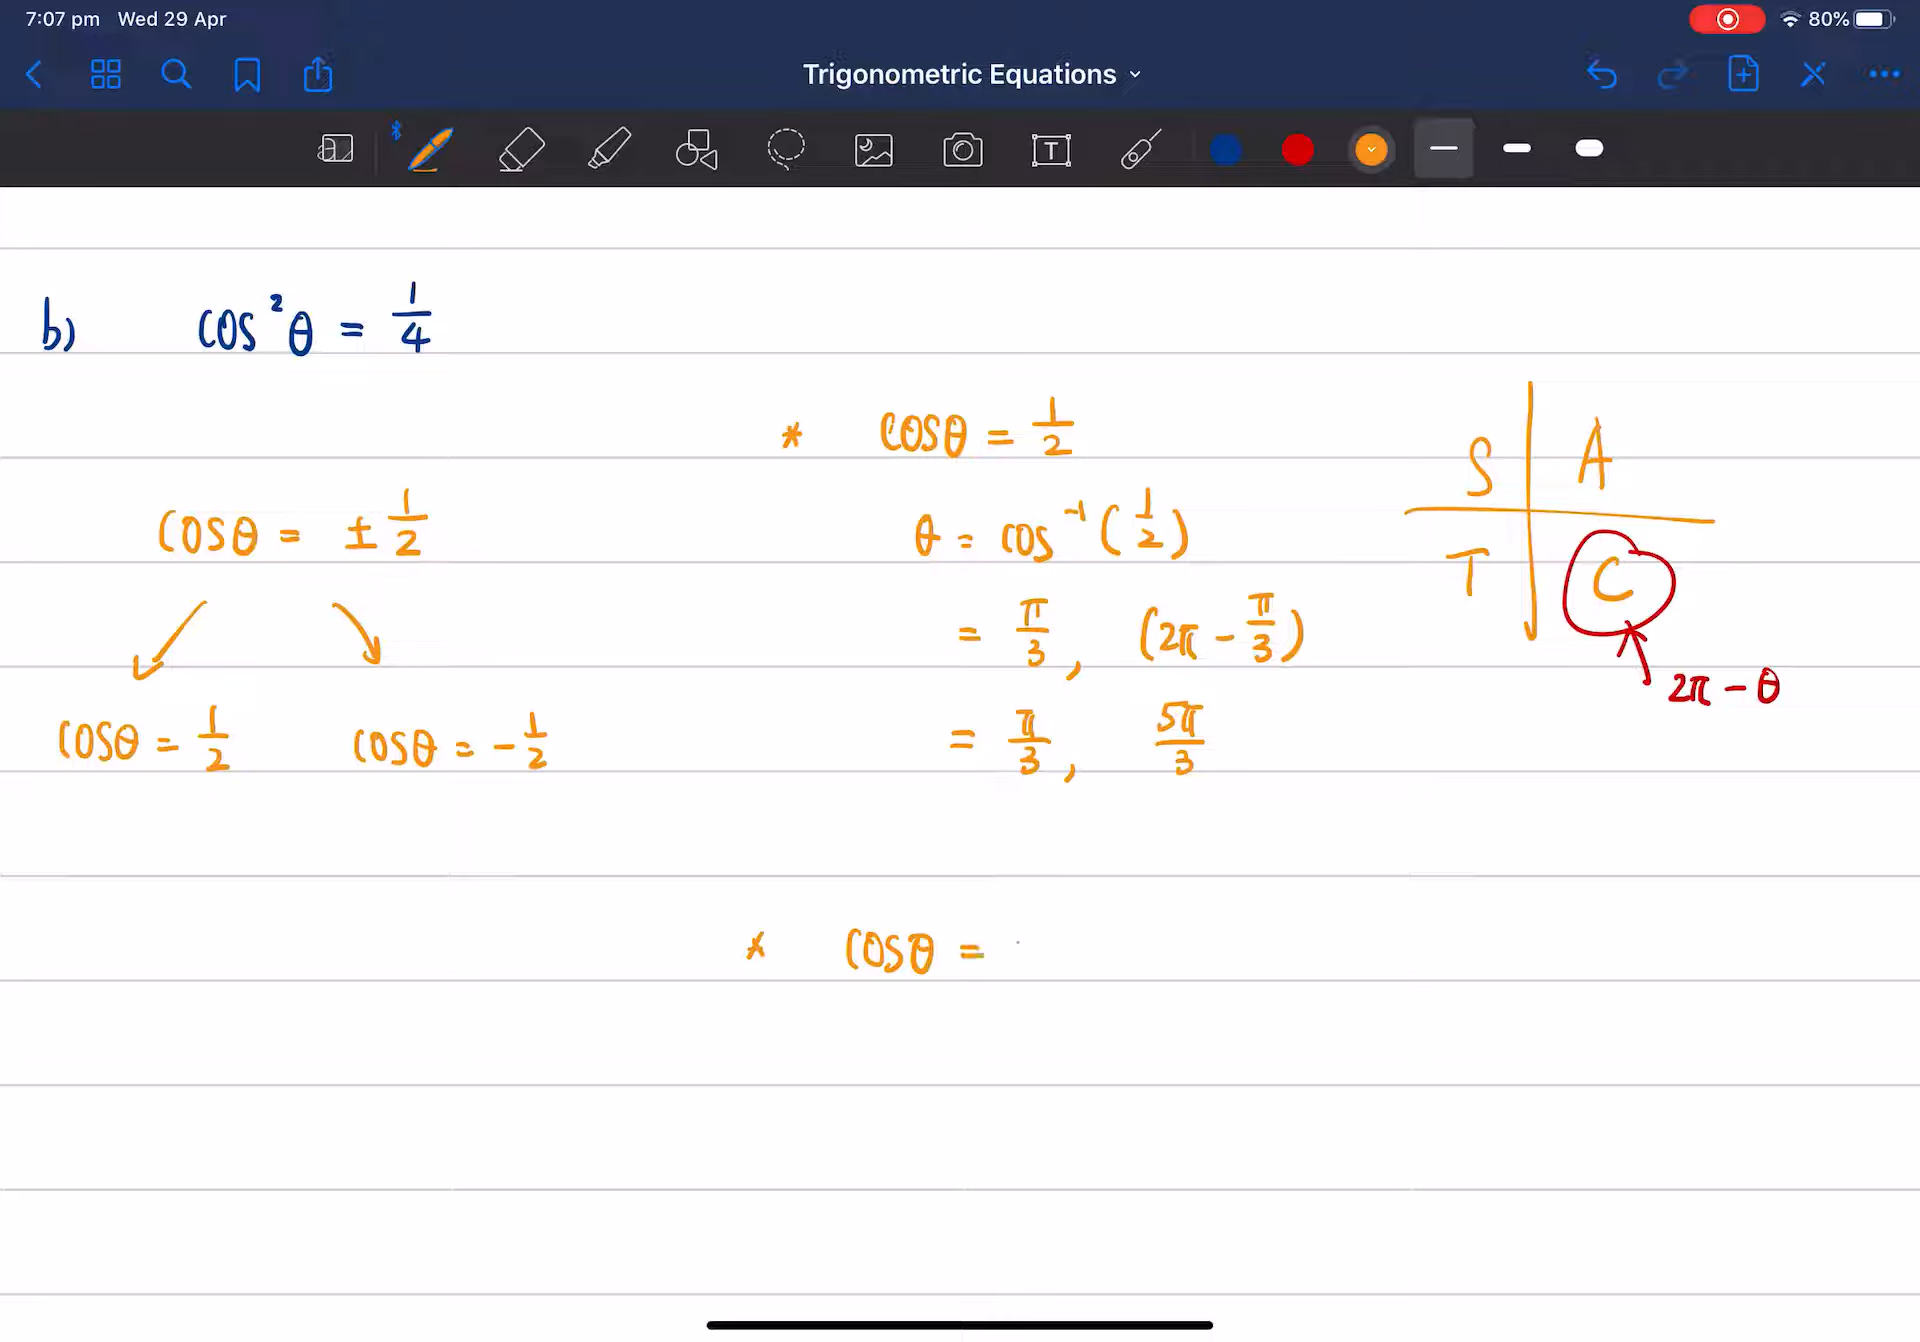 7:07 pm Wed 29 Apr
80%
Trigonometric Equations
a
T
b) cos²θ = 1/4
cosθ = ± 1/2
cosθ = 1/2 cosθ = -1/2
* cosθ = 1/2
θ = cos⁻¹(1/2)
= π/3, (2π - π/3)
= π/3, 5π/3
S A
T C
2π - θ
* cosθ =